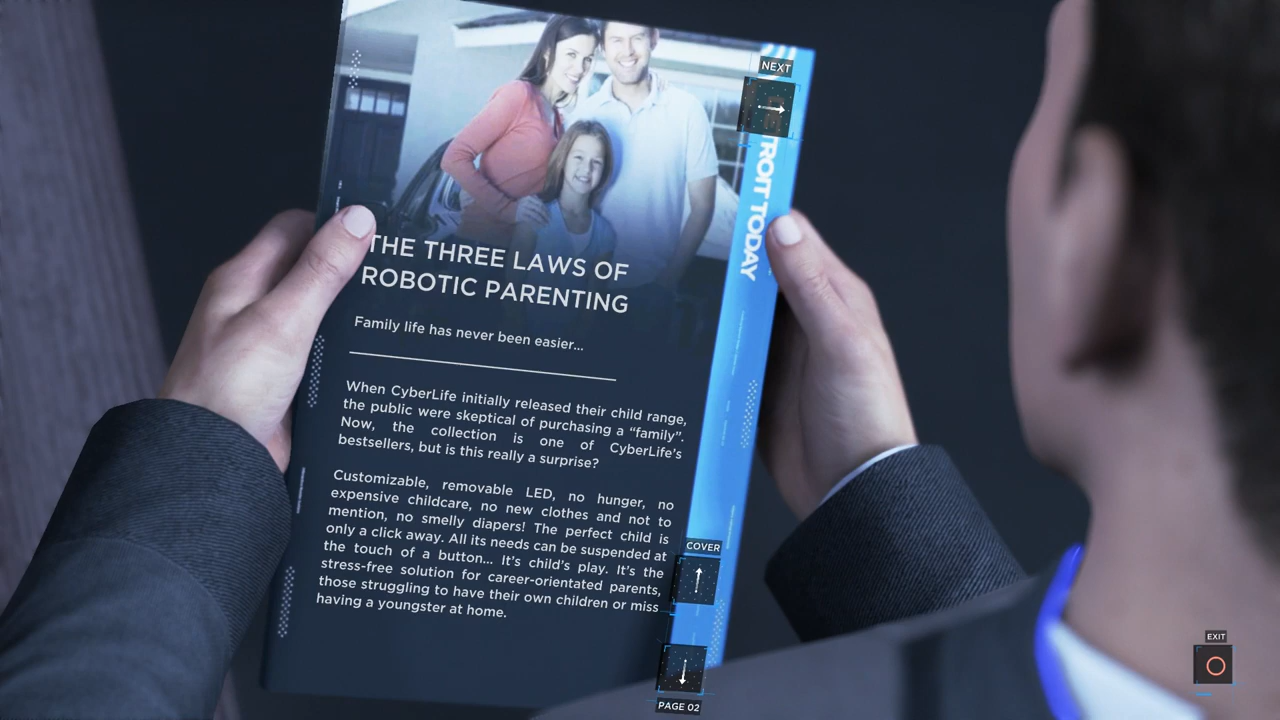 NEXT
TROIT TODAY
THE THREE LAWS OF
ROBOTIC PARENTING
Family life has never been easier...
When CyberLife initially released their child range,
the public were skeptical of purchasing a “family”.
Now, the collection is one of CyberLife’s
bestsellers, but is this really a surprise?
Customizable, removable LED, no hunger, no
expensive childcare, no new clothes and not to
mention, no smelly diapers! The perfect child is
only a click away. All its needs can be suspended at
the touch of a button... It’s child’s play. It’s the
stress-free solution for career-orientated parents,
those struggling to have their own children or miss
having a youngster at home.
COVER
PAGE 02
EXIT